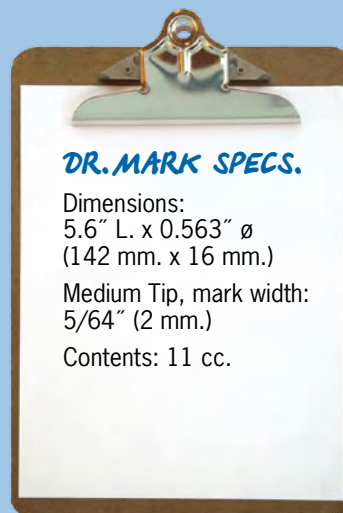 DR. MARK SPECS.
Dimensions:
5.6˝ L. x 0.563˝ ø
(142 mm. x 16 mm.)
Medium Tip, mark width:
5/64˝ (2 mm.)
Contents: 11 cc.